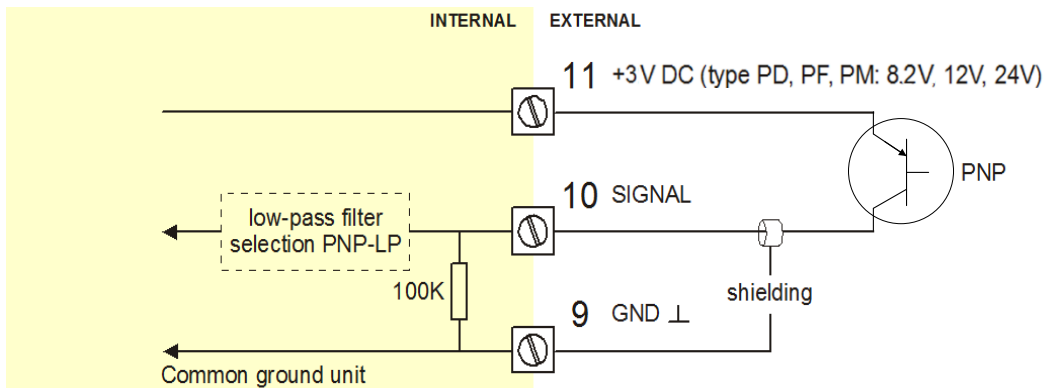 INTERNAL EXTERNAL
11 +3V DC (type PD, PF, PM: 8.2V, 12V, 24V)
PNP
10 SIGNAL
low-pass filter
selection PNP-LP
100K
shielding
9 GND ⊥
Common ground unit